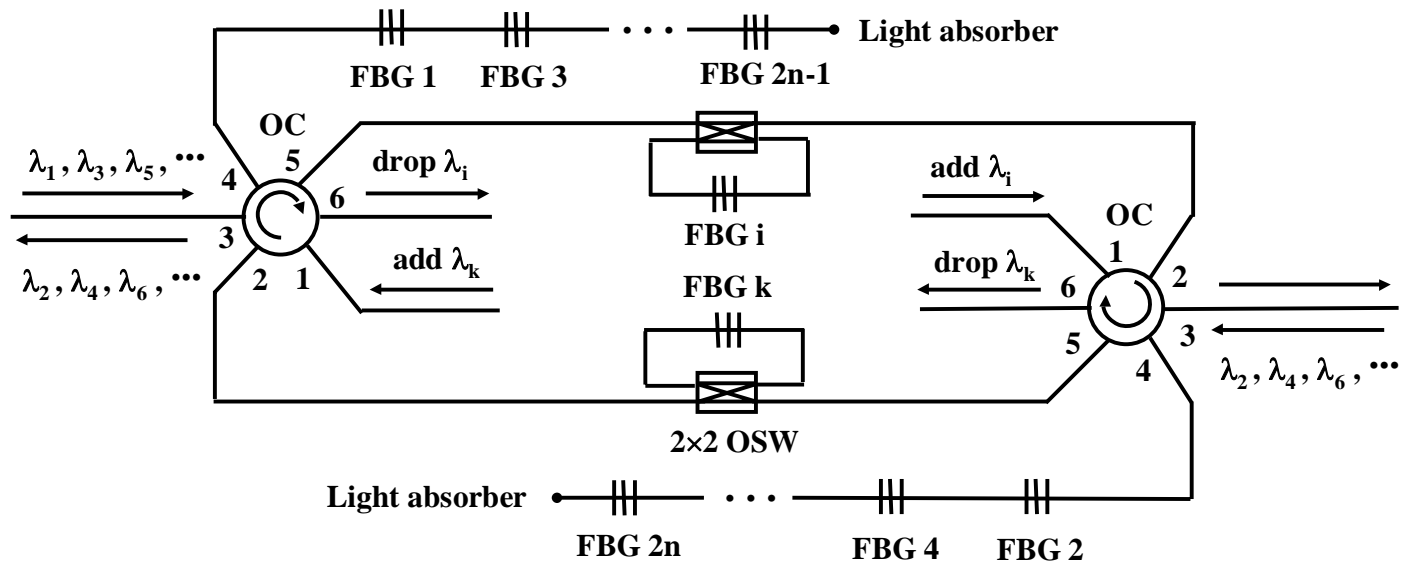 Light absorber
FBG 1
FBG 3
FBG 2n-1
OC
5
4
6
3
2
1
λ₁ , λ₃ , λ₅ , ...
drop λᵢ
add λₖ
λ₂ , λ₄ , λ₆ , ...
FBG i
FBG k
2×2 OSW
add λᵢ
OC
drop λₖ
1
2
6
3
5
4
λ₂ , λ₄ , λ₆ , ...
Light absorber
FBG 2n
FBG 4
FBG 2